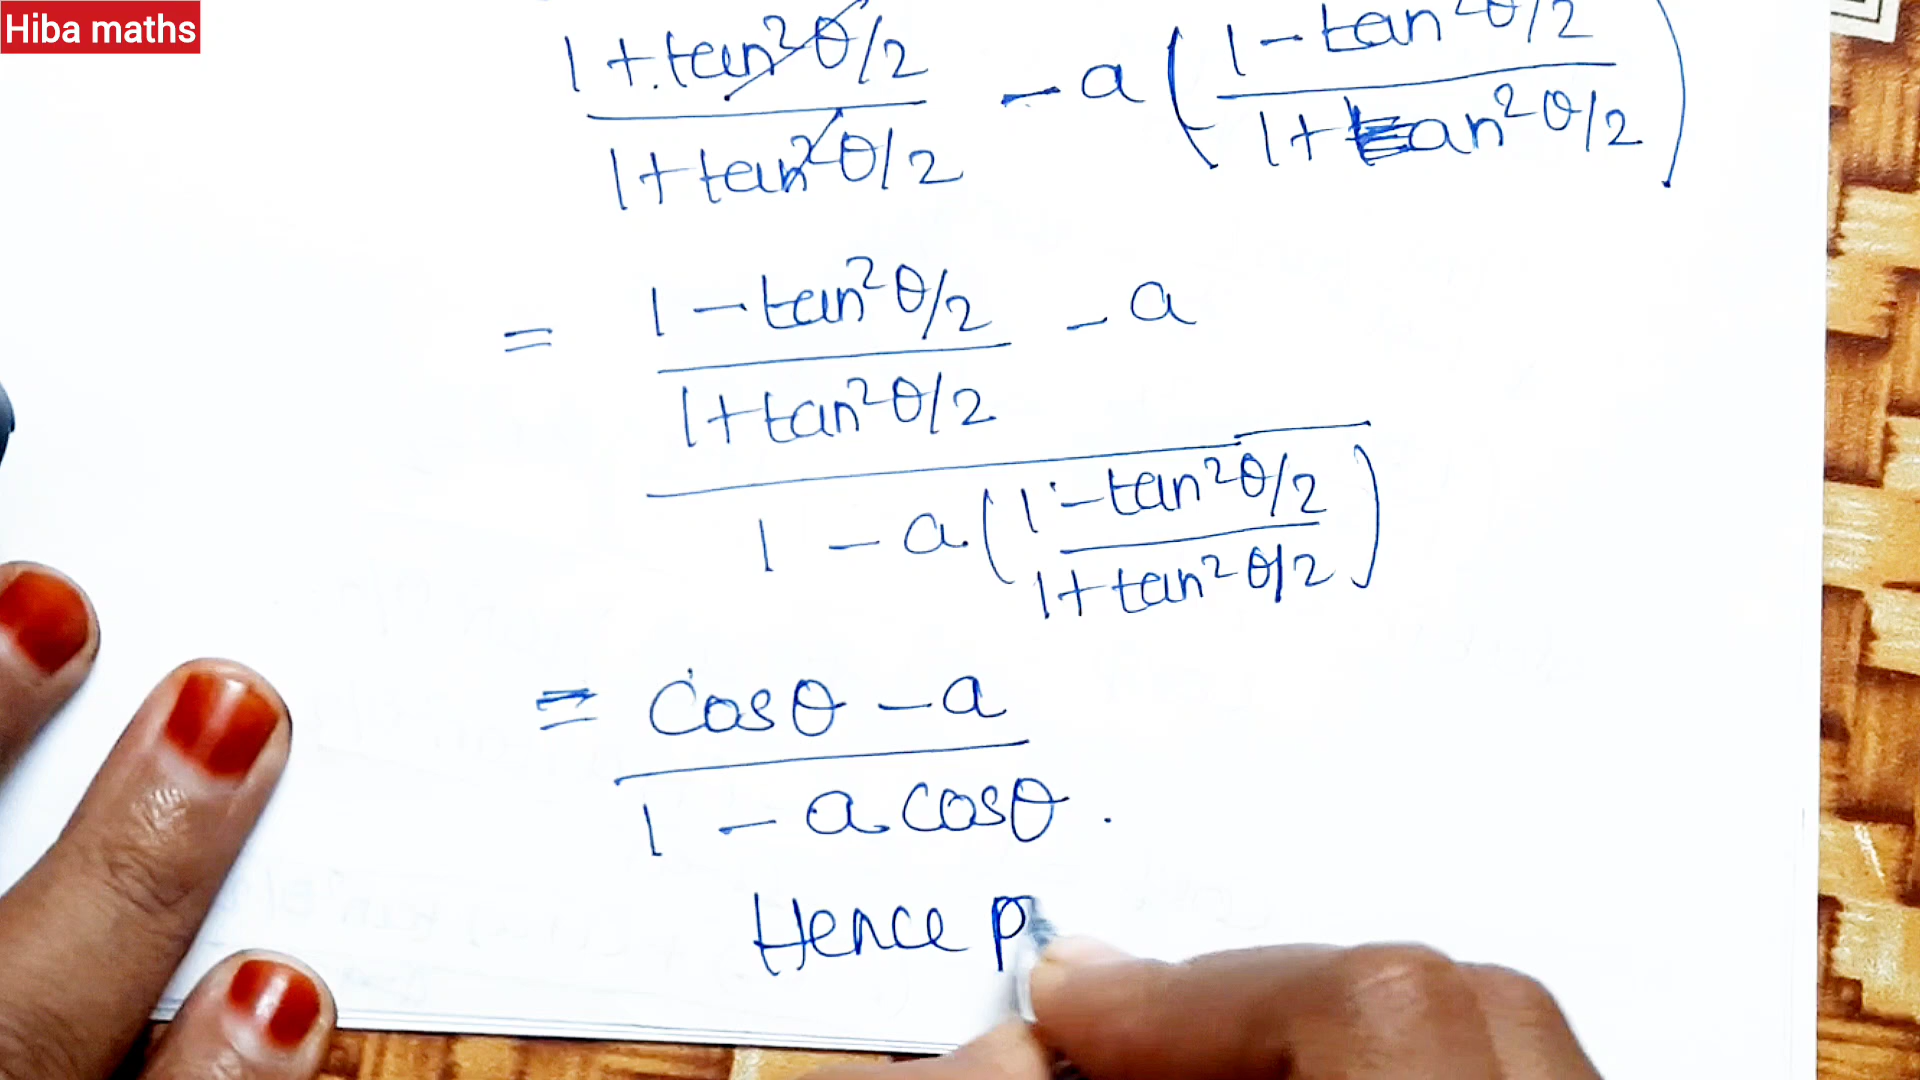 Hiba maths
1 + tan²θ/2 / 1 + tan²θ/2 - a ( 1 - tan²θ/2 / 1 + tan²θ/2 )
= 1 - tan²θ/2 / 1 + tan²θ/2 - a
1 - a ( 1 - tan²θ/2 / 1 + tan²θ/2 )
= cosθ - a
1 - a cosθ .
Hence p